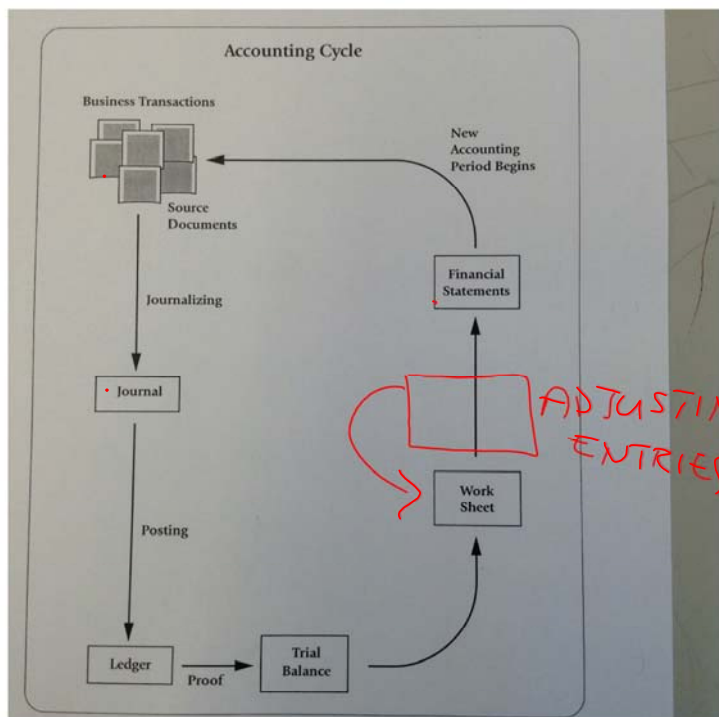 Accounting Cycle
Business Transactions
Source
Documents
Journalizing
Journal
Posting
Ledger
Proof
Trial
Balance
Work
Sheet
ADJUSTIN
ENTRIES
Financial
Statements
New
Accounting
Period Begins